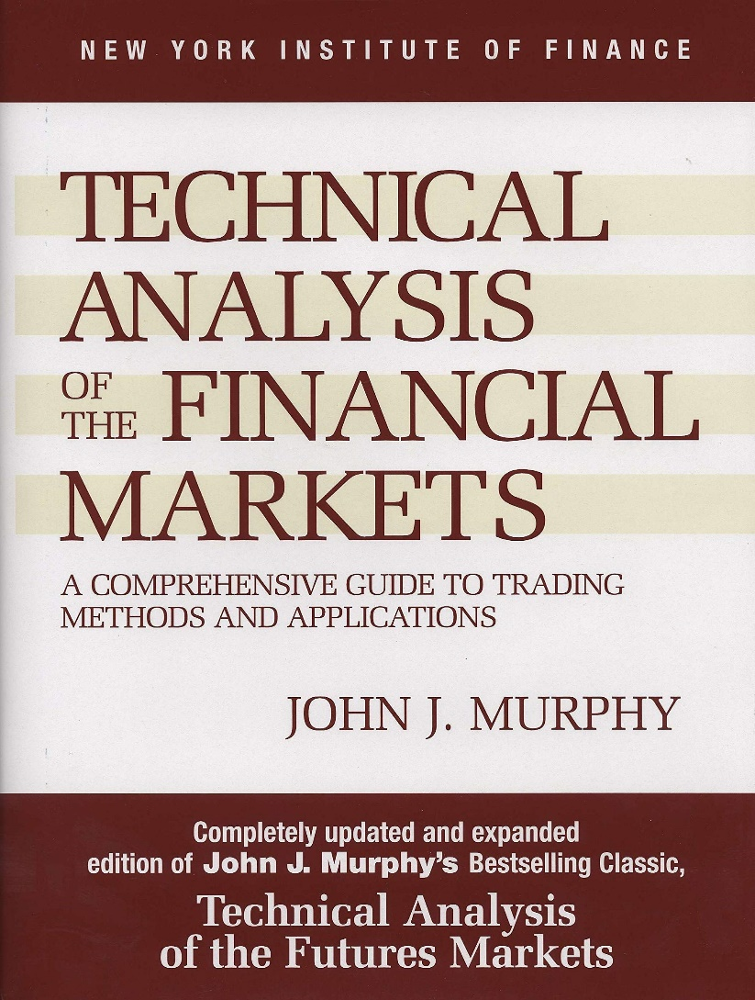 NEW YORK INSTITUTE OF FINANCE
TECHNICAL
ANALYSIS
OF THE FINANCIAL
MARKETS
A COMPREHENSIVE GUIDE TO TRADING
METHODS AND APPLICATIONS
JOHN J. MURPHY
Completely updated and expanded
edition of John J. Murphy's Bestselling Classic,
Technical Analysis
of the Futures Markets